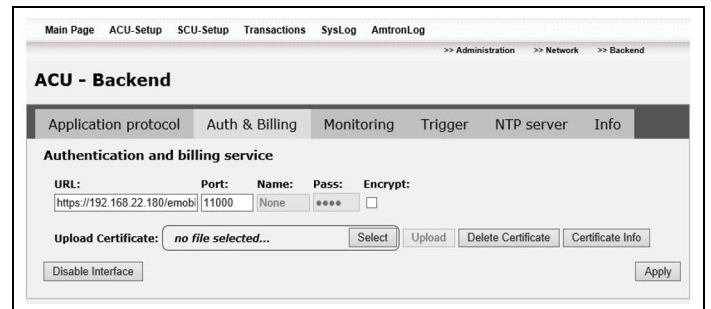 Main Page ACU-Setup SCU-Setup Transactions SysLog AmtronLog
>> Administration >> Network >> Backend
ACU - Backend
Application protocol Auth & Billing Monitoring Trigger NTP server Info
Authentication and billing service
URL: Port: Name: Pass: Encrypt:
https://192.168.22.180/emobi 11000 None ●●●●
Upload Certificate: no file selected... Select Upload Delete Certificate Certificate Info
Disable Interface Apply